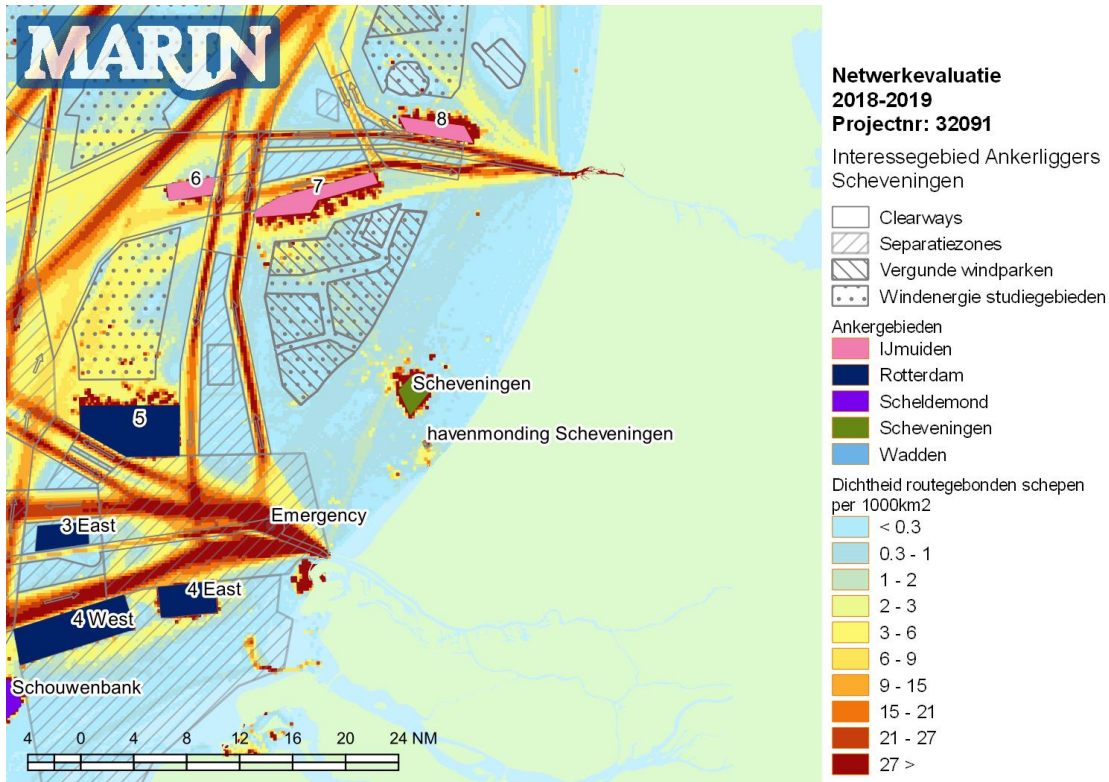 MARIN
8
6
7
5
Scheveningen
havenmonding Scheveningen
Emergency
3 East
4 East
4 West
Schouwenbank
4 0 4 8 12 16 20 24 NM
Netwerkevaluatie
2018-2019
Projectnr: 32091
Interessegebied Ankerliggers
Scheveningen
Clearways
Separatiezones
Vergunde windparken
Windenergie studiegebieden
Ankergebieden
IJmuiden
Rotterdam
Scheldemond
Scheveningen
Wadden
Dichtheid routegebonden schepen
per 1000km2
< 0.3
0.3 - 1
1 - 2
2 - 3
3 - 6
6 - 9
9 - 15
15 - 21
21 - 27
27 >